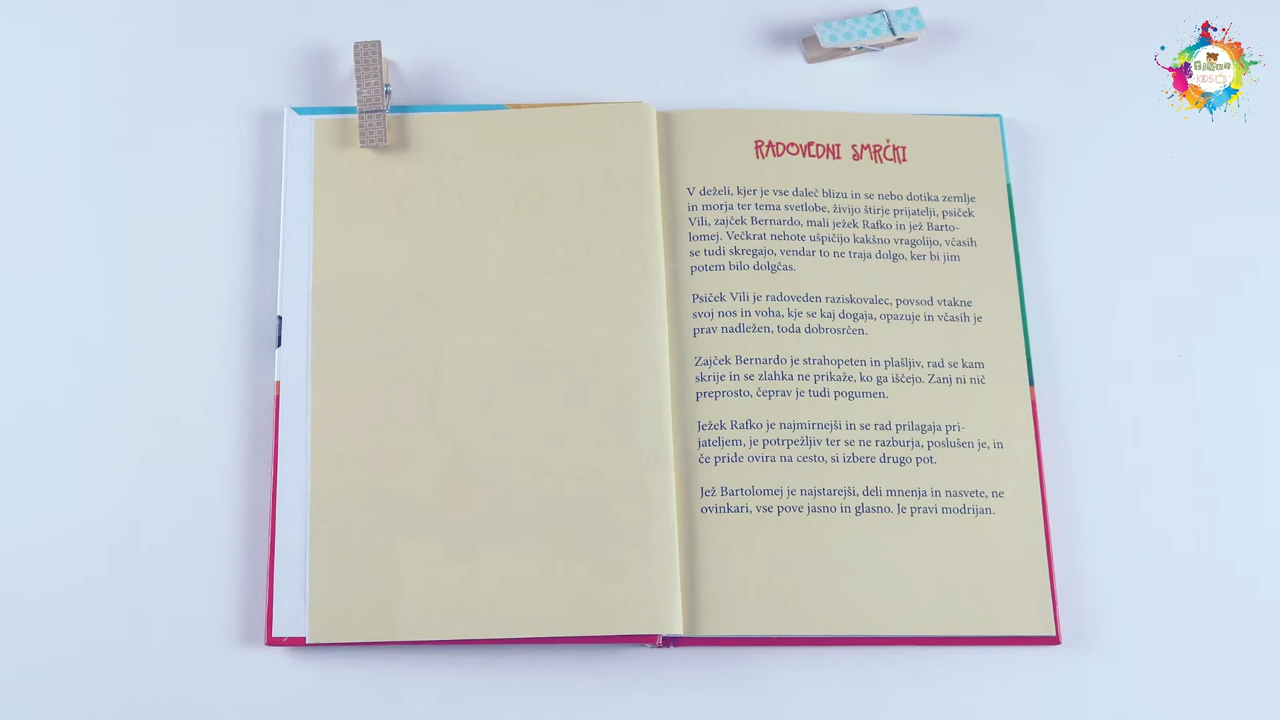 RADOVEDNI SMRČKI
V deželi, kjer je vse daleč blizu in se nebo dotika zemlje
in morja ter tema svetlobe, živijo štirje prijatelji, psiček
Vili, zajček Bernardo, mali ježek Rafko in jež Barto-
lomej. Večkrat nehote ušpičijo kakšno vragolijo, včasih
se tudi skregajo, vendar to ne traja dolgo, ker bi jim
potem bilo dolgčas.
Psiček Vili je radoveden raziskovalec, povsod vtakne
svoj nos in voha, kje se kaj dogaja, opazuje in včasih je
prav nadležen, toda dobrosrčen.
Zajček Bernardo je strahopeten in plašljiv, rad se kam
skrije in se zlahka ne prikaže, ko ga iščejo. Zanj ni nič
preprosto, čeprav je tudi pogumen.
Ježek Rafko je najmirnejši in se rad prilagaja pri-
jateljem, je potrpežljiv ter se ne razburja, poslušen je, in
če pride ovira na cesto, si izbere drugo pot.
Jež Bartolomej je najstarejši, deli mnenja in nasvete, ne
ovinkari, vse pove jasno in glasno. Je pravi modrijan.
KIDS